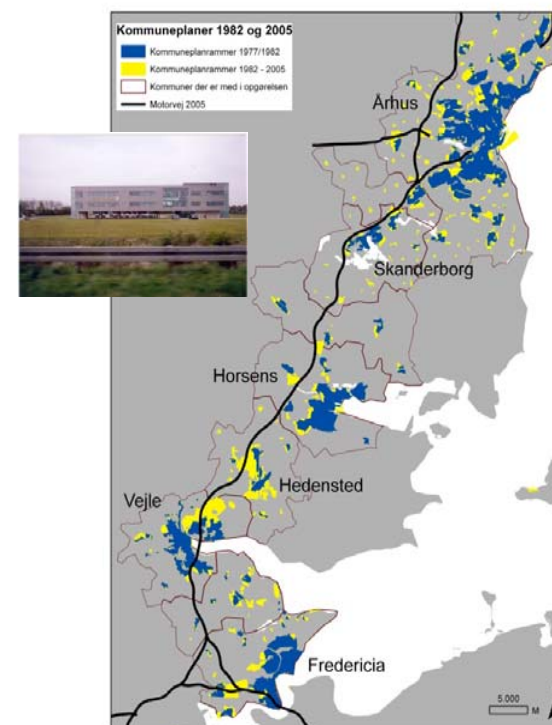 Kommuneplaner 1982 og 2005
Kommuneplanrammer 1977/1982
Kommuneplanrammer 1982 - 2005
Kommuner der er med i opgørelsen
Motorvej 2005
Århus
Skanderborg
Horsens
Hedensted
Vejle
Fredericia
5.000
M